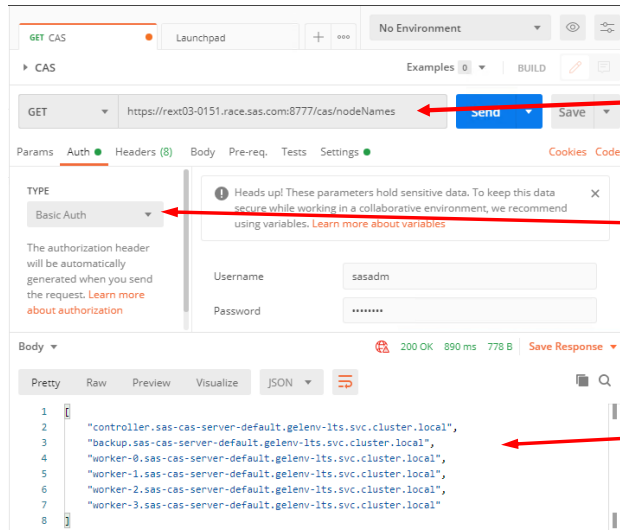 GET CAS Launchpad + ooo No Environment
CAS Examples 0 BUILD
GET https://rext03-0151.race.sas.com:8777/cas/nodeNames Send Save
Params Auth Headers (8) Body Pre-req. Tests Settings Cookies Code
TYPE
Basic Auth
The authorization header
will be automatically
generated when you send
the request. Learn more
about authorization
Heads up! These parameters hold sensitive data. To keep this data
secure while working in a collaborative environment, we recommend
using variables. Learn more about variables
Username sasadm
Password ••••••••
Body 200 OK 890 ms 778 B Save Response
Pretty Raw Preview Visualize JSON
1 [
2 "controller.sas-cas-server-default.gelenv-lts.svc.cluster.local",
3 "backup.sas-cas-server-default.gelenv-lts.svc.cluster.local",
4 "worker-0.sas-cas-server-default.gelenv-lts.svc.cluster.local",
5 "worker-1.sas-cas-server-default.gelenv-lts.svc.cluster.local",
6 "worker-2.sas-cas-server-default.gelenv-lts.svc.cluster.local",
7 "worker-3.sas-cas-server-default.gelenv-lts.svc.cluster.local"
8 ]